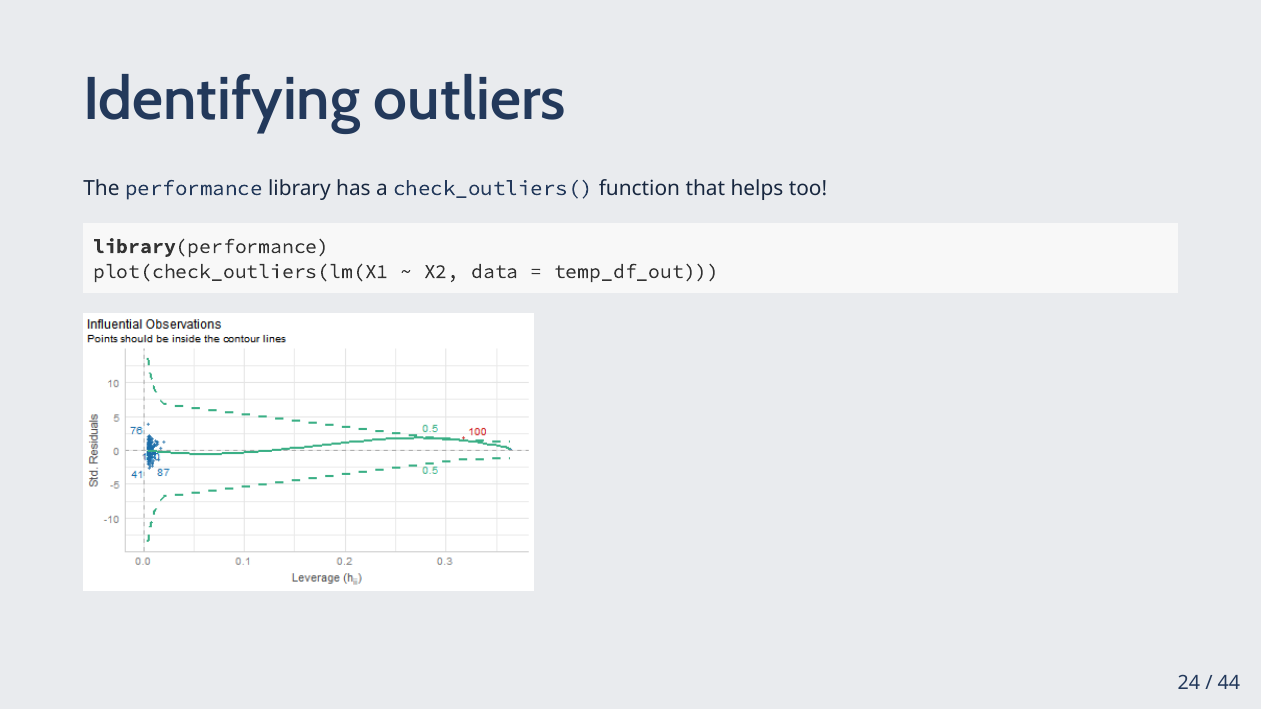 Identifying outliers
The performance library has a check_outliers() function that helps too!
library(performance)
plot(check_outliers(lm(X1 ~ X2, data = temp_df_out)))
Influential Observations
Points should be inside the contour lines
10
5
0
-5
-10
Std. Residuals
76
41
87
0.5
100
0.5
0.0
0.1
0.2
0.3
Leverage (hii)
24 / 44